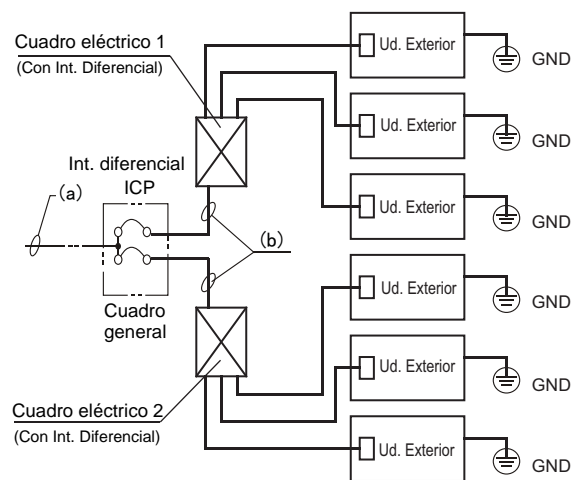 Cuadro eléctrico 1
(Con Int. Diferencial)
Ud. Exterior
GND
Ud. Exterior
GND
Int. diferencial
ICP
(a)
Ud. Exterior
GND
(b)
Cuadro
general
Ud. Exterior
GND
Ud. Exterior
GND
Cuadro eléctrico 2
(Con Int. Diferencial)
Ud. Exterior
GND